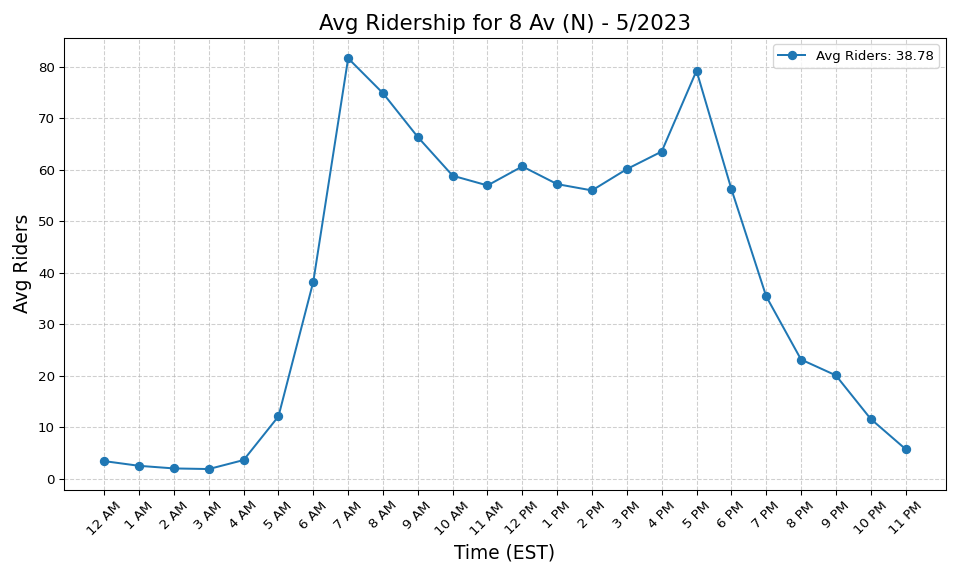 Avg Ridership for 8 Av (N) - 5/2023
Avg Riders: 38.78
Avg Riders
80
70
60
50
40
30
20
10
0
12 AM
1 AM
2 AM
3 AM
4 AM
5 AM
6 AM
7 AM
8 AM
9 AM
10 AM
11 AM
12 PM
1 PM
2 PM
3 PM
4 PM
5 PM
6 PM
7 PM
8 PM
9 PM
10 PM
11 PM
Time (EST)